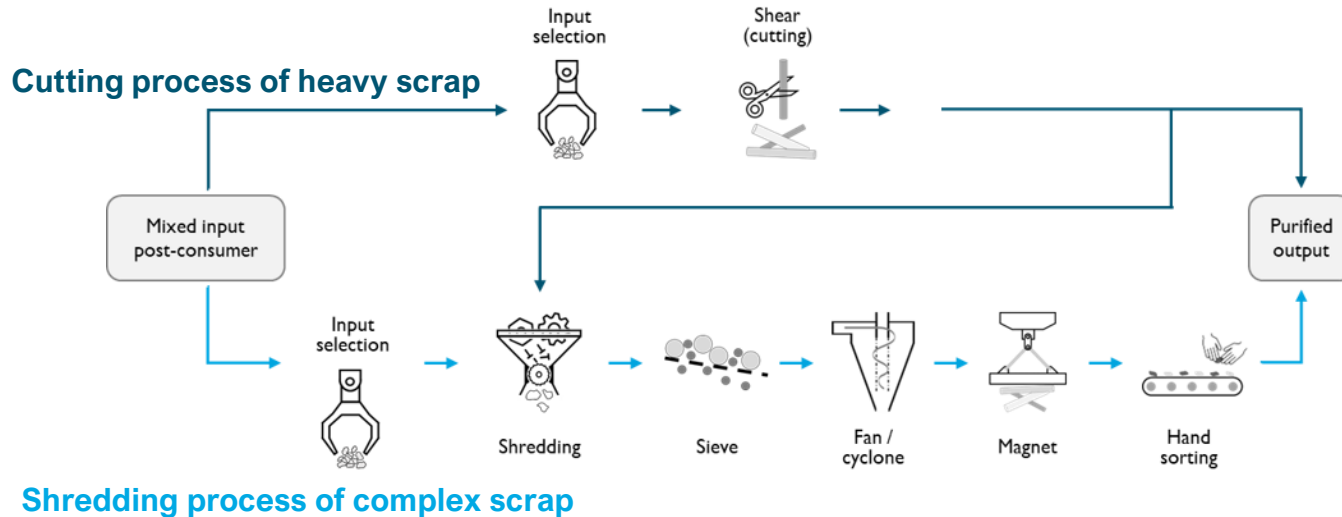 Input
selection
Shear
(cutting)
Cutting process of heavy scrap
Mixed input
post-consumer
Purified
output
Input
selection
Shredding
Sieve
Fan /
cyclone
Magnet
Hand
sorting
Shredding process of complex scrap